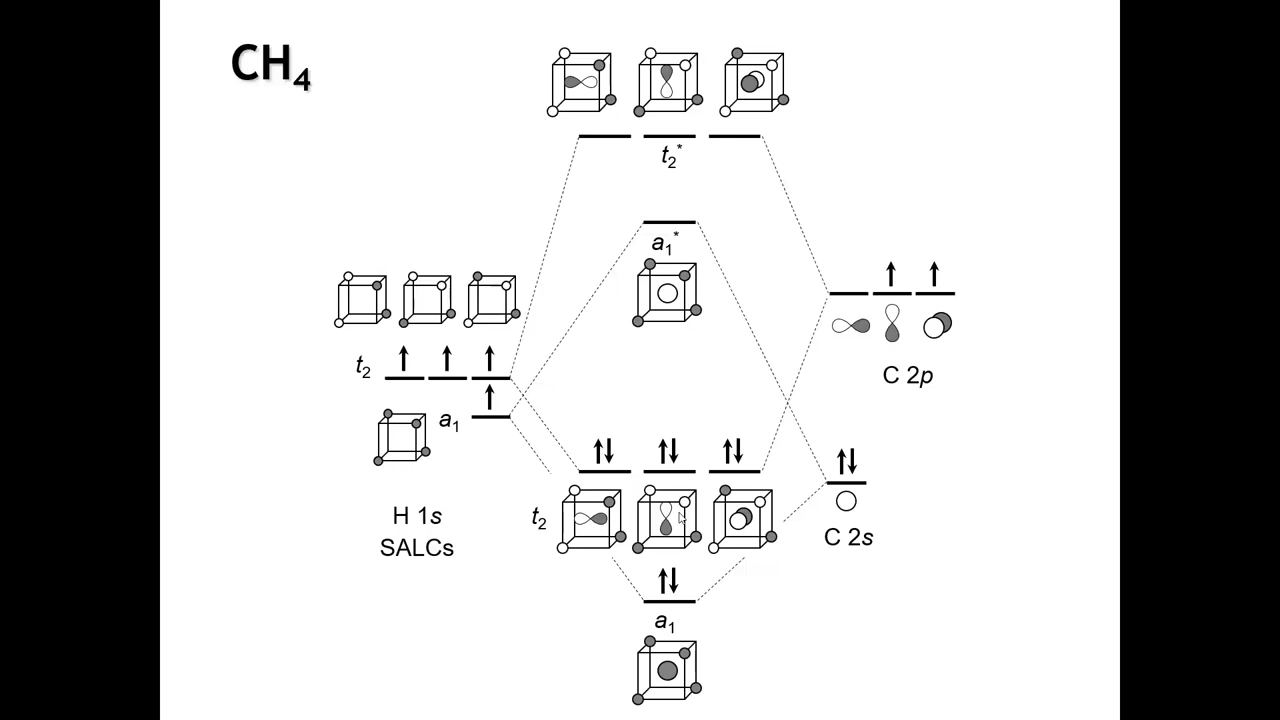 CH₄
t₂*
a₁*
t₂
C 2p
a₁
H 1s
SALCs
t₂
C 2s
a₁